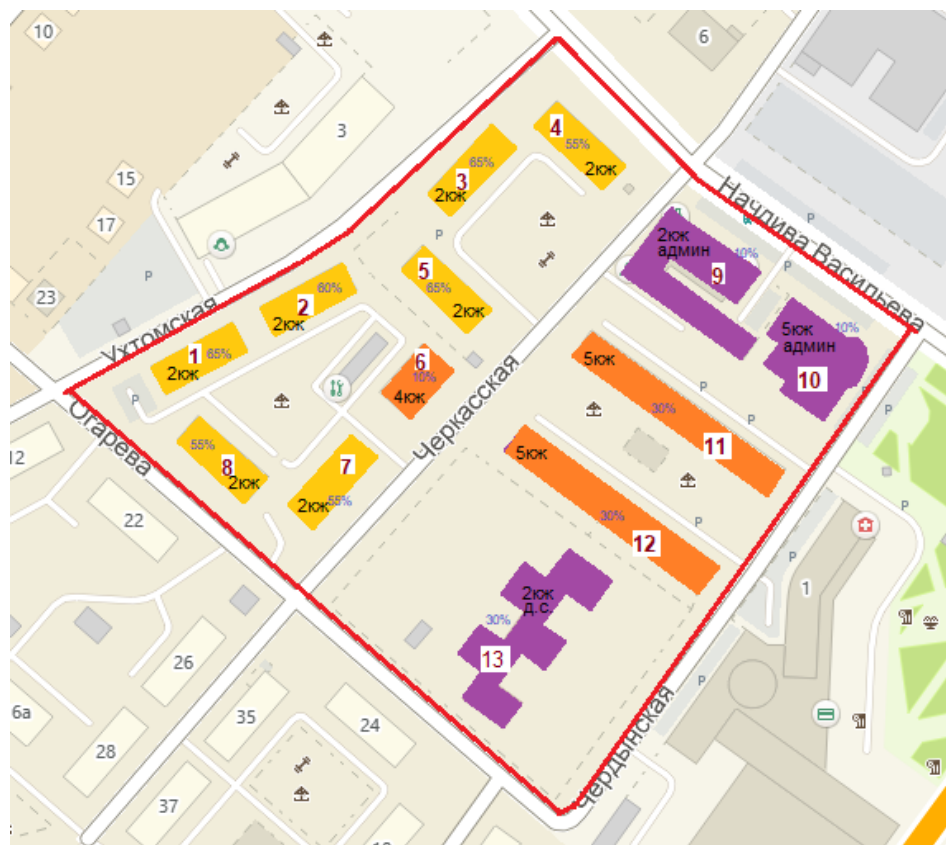 10
6
3
4
55%
2кж
65%
3
2кж
15
17
23
Р
Р
5
65%
2кж
Начдива Васильева
Р
2кж
админ
10%
9
Ухтомская
60%
2
2кж
1
65%
2кж
Р
6
10%
4кж
5кж
админ
10%
10
Черкасская
5кж
Р
Р
30%
11
Огарева
12
55%
8
2кж
7
2кж
55%
5кж
30%
12
Р
Р
Р
22
1
2кж
д.с.
30%
13
26
6а
28
35
24
37
Р
Чердынская